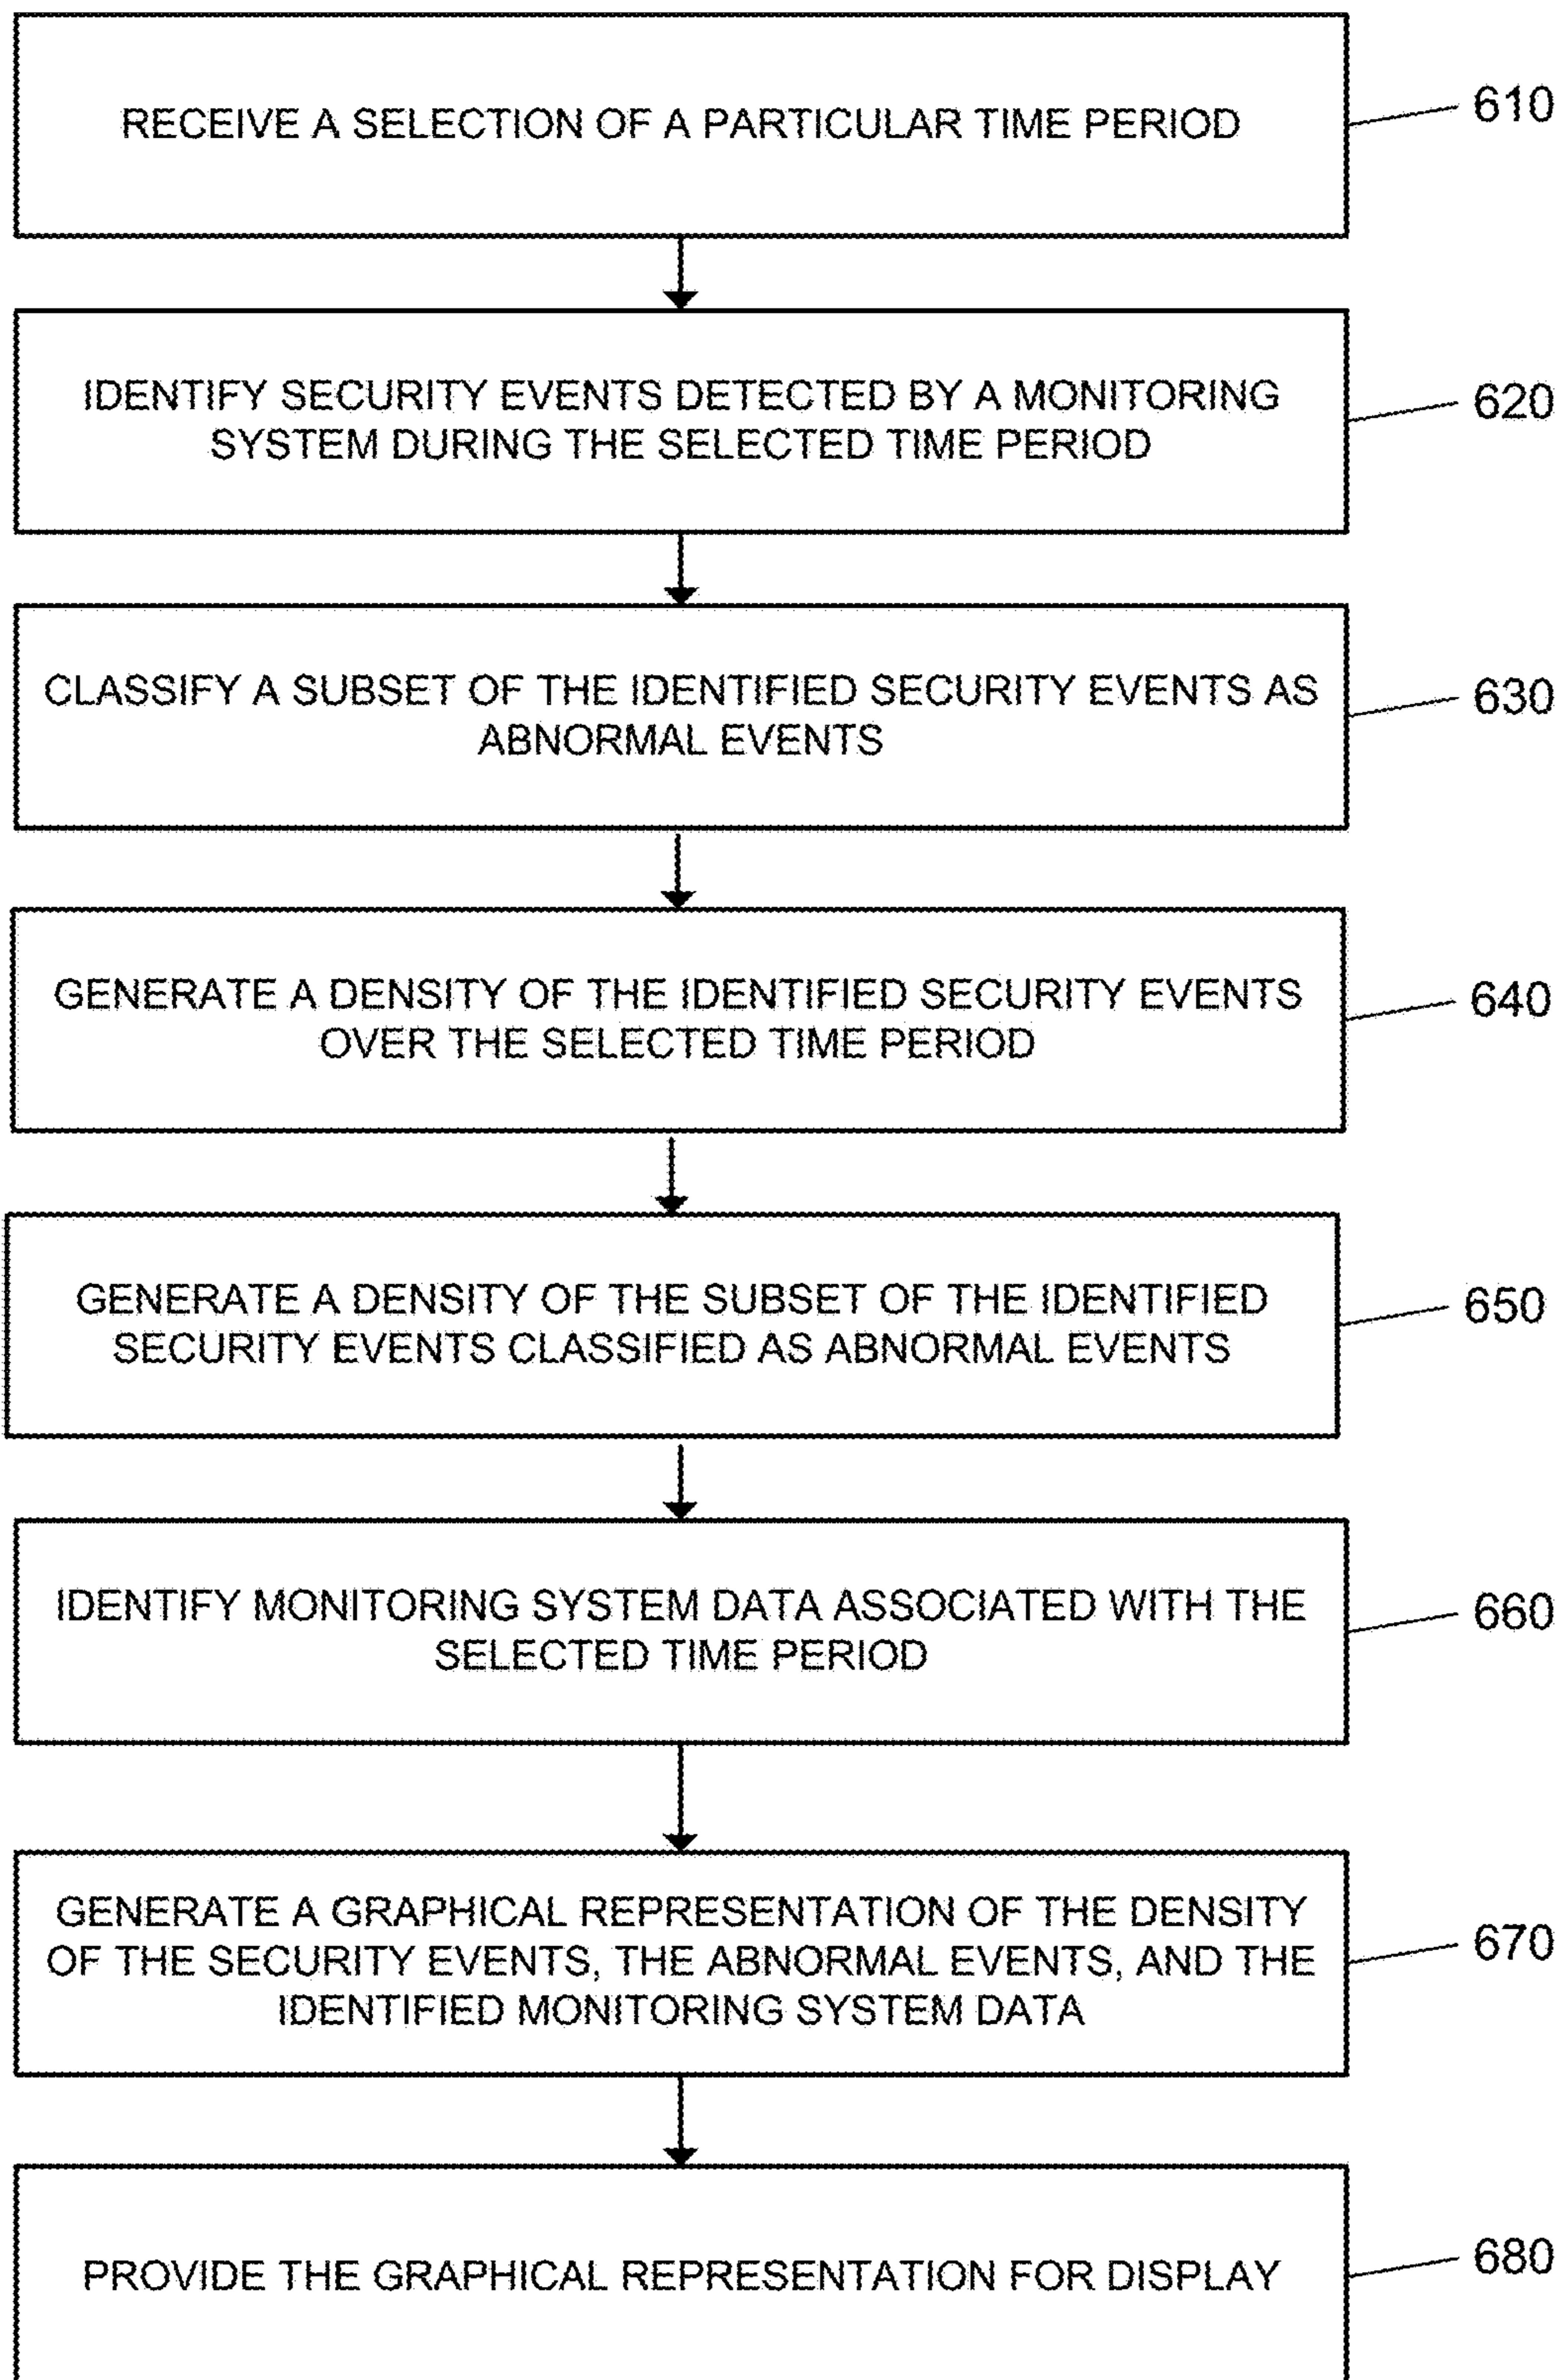 RECEIVE A SELECTION OF A PARTICULAR TIME PERIOD
610
IDENTIFY SECURITY EVENTS DETECTED BY A MONITORING
SYSTEM DURING THE SELECTED TIME PERIOD
620
CLASSIFY A SUBSET OF THE IDENTIFIED SECURITY EVENTS AS
ABNORMAL EVENTS
630
GENERATE A DENSITY OF THE IDENTIFIED SECURITY EVENTS
OVER THE SELECTED TIME PERIOD
640
GENERATE A DENSITY OF THE SUBSET OF THE IDENTIFIED
SECURITY EVENTS CLASSIFIED AS ABNORMAL EVENTS
650
IDENTIFY MONITORING SYSTEM DATA ASSOCIATED WITH THE
SELECTED TIME PERIOD
660
GENERATE A GRAPHICAL REPRESENTATION OF THE DENSITY
OF THE SECURITY EVENTS, THE ABNORMAL EVENTS, AND THE
IDENTIFIED MONITORING SYSTEM DATA
670
PROVIDE THE GRAPHICAL REPRESENTATION FOR DISPLAY
680